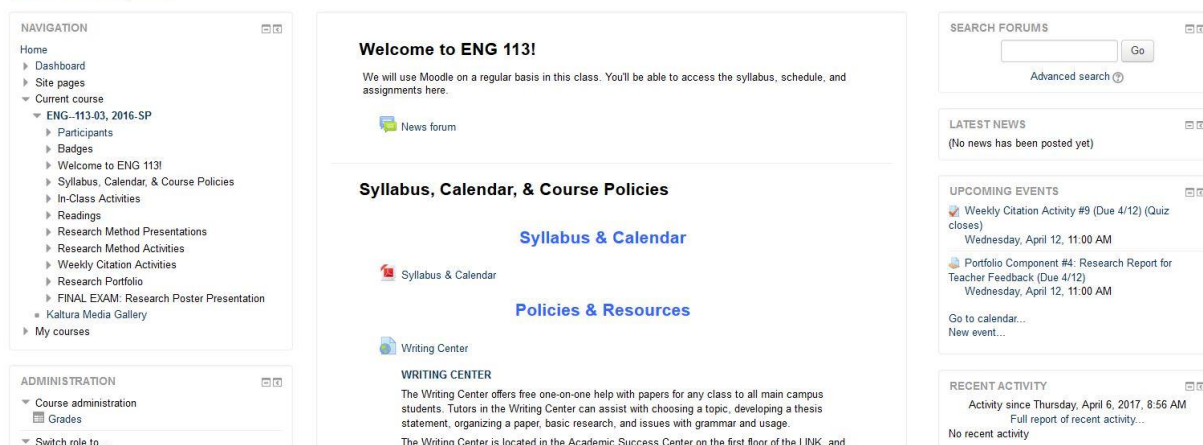 NAVIGATION
Home
Dashboard
Site pages
Current course
ENG--113-03, 2016-SP
Participants
Badges
Welcome to ENG 113!
Syllabus, Calendar, & Course Policies
In-Class Activities
Readings
Research Method Presentations
Research Method Activities
Weekly Citation Activities
Research Portfolio
FINAL EXAM: Research Poster Presentation
Kaltura Media Gallery
My courses
ADMINISTRATION
Course administration
Grades
Switch role to...
Welcome to ENG 113!
We will use Moodle on a regular basis in this class. You'll be able to access the syllabus, schedule, and
assignments here.
News forum
Syllabus, Calendar, & Course Policies
Syllabus & Calendar
Syllabus & Calendar
Policies & Resources
Writing Center
WRITING CENTER
The Writing Center offers free one-on-one help with papers for any class to all main campus
students. Tutors in the Writing Center can assist with choosing a topic, developing a thesis
statement, organizing a paper, basic research, and issues with grammar and usage.
The Writing Center is located in the Academic Success Center on the first floor of the LINK, and
SEARCH FORUMS
Go
Advanced search
LATEST NEWS
(No news has been posted yet)
UPCOMING EVENTS
Weekly Citation Activity #9 (Due 4/12) (Quiz
closes)
Wednesday, April 12, 11:00 AM
Portfolio Component #4: Research Report for
Teacher Feedback (Due 4/12)
Wednesday, April 12, 11:00 AM
Go to calendar...
New event...
RECENT ACTIVITY
Activity since Thursday, April 6, 2017, 8:56 AM
Full report of recent activity...
No recent activity